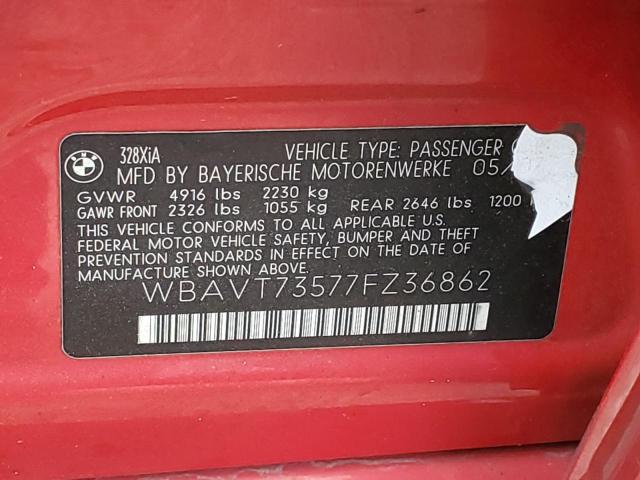 BMW
328XiA VEHICLE TYPE: PASSENGER
MFD BY BAYERISCHE MOTORENWERKE 05/
GVWR 4916 lbs 2230 kg
GAWR FRONT 2326 lbs 1055 kg REAR 2646 lbs 1200
THIS VEHICLE CONFORMS TO ALL APPLICABLE U.S.
FEDERAL MOTOR VEHICLE SAFETY, BUMPER AND THEFT
PREVENTION STANDARDS IN EFFECT ON THE DATE OF
MANUFACTURE SHOWN ABOVE.
WBAVT73577FZ36862